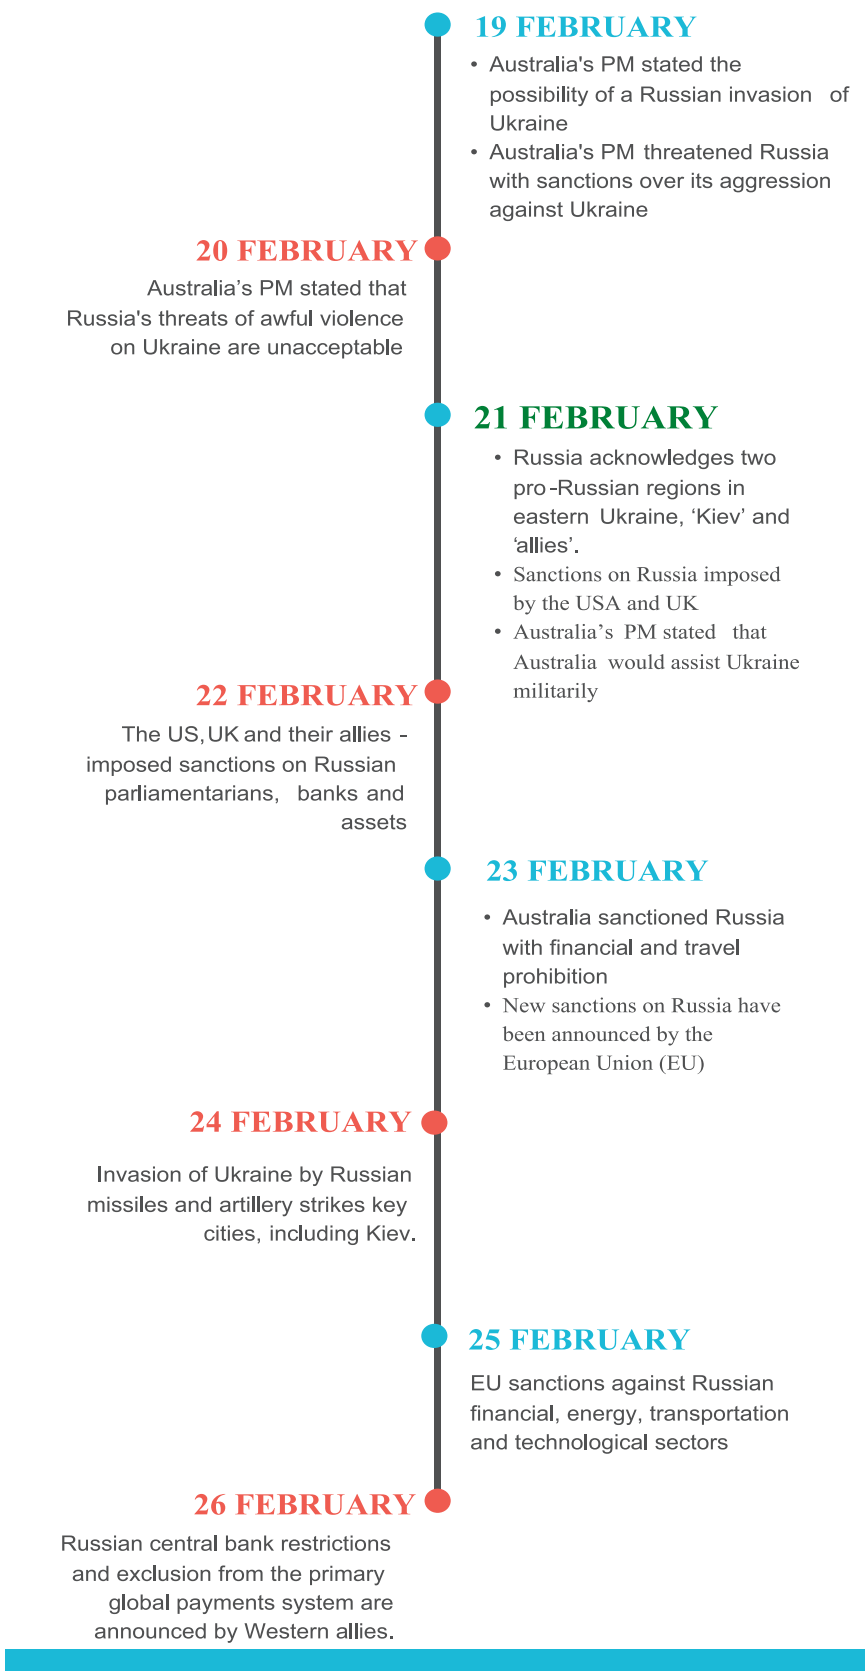 19 FEBRUARY
• Australia's PM stated the
possibility of a Russian invasion of
Ukraine
• Australia's PM threatened Russia
with sanctions over its aggression
against Ukraine
20 FEBRUARY
Australia’s PM stated that
Russia's threats of awful violence
on Ukraine are unacceptable
21 FEBRUARY
• Russia acknowledges two
pro-Russian regions in
eastern Ukraine, ‘Kiev’ and
‘allies’.
• Sanctions on Russia imposed
by the USA and UK
• Australia’s PM stated that
Australia would assist Ukraine
militarily
22 FEBRUARY
The US,UK and their allies -
imposed sanctions on Russian
parliamentarians, banks and
assets
23 FEBRUARY
• Australia sanctioned Russia
with financial and travel
prohibition
• New sanctions on Russia have
been announced by the
European Union (EU)
24 FEBRUARY
Invasion of Ukraine by Russian
missiles and artillery strikes key
cities, including Kiev.
25 FEBRUARY
EU sanctions against Russian
financial, energy, transportation
and technological sectors
26 FEBRUARY
Russian central bank restrictions
and exclusion from the primary
global payments system are
announced by Western allies.